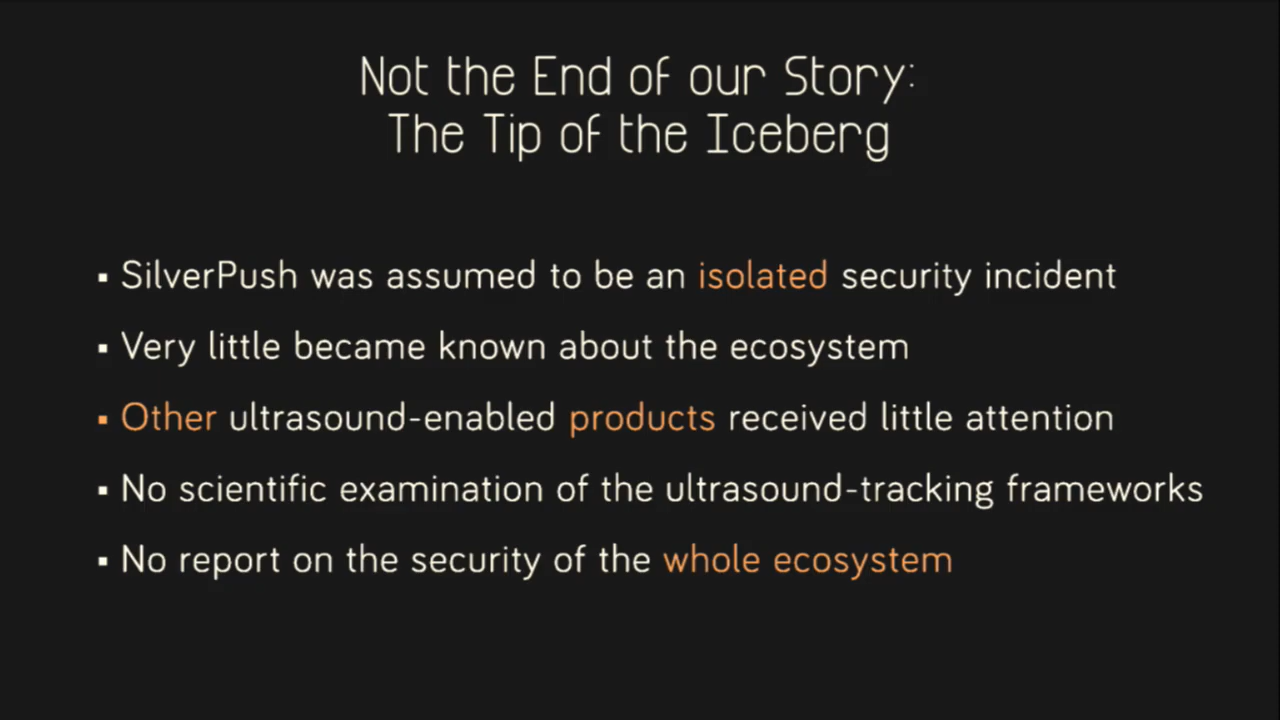 Not the End of our Story:
The Tip of the Iceberg
▪ SilverPush was assumed to be an isolated security incident
▪ Very little became known about the ecosystem
▪ Other ultrasound-enabled products received little attention
▪ No scientific examination of the ultrasound-tracking frameworks
▪ No report on the security of the whole ecosystem